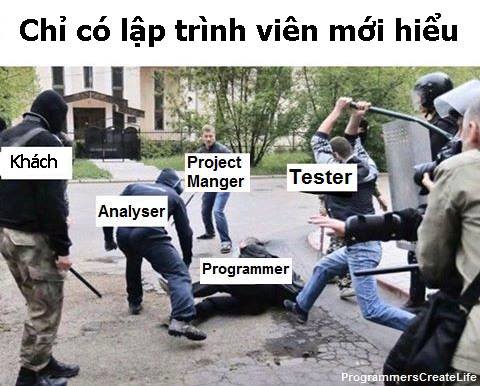 Chỉ có lập trình viên mới hiểu
Khách
Project
Manger
Tester
Analyser
Programmer
ProgrammersCreateLife